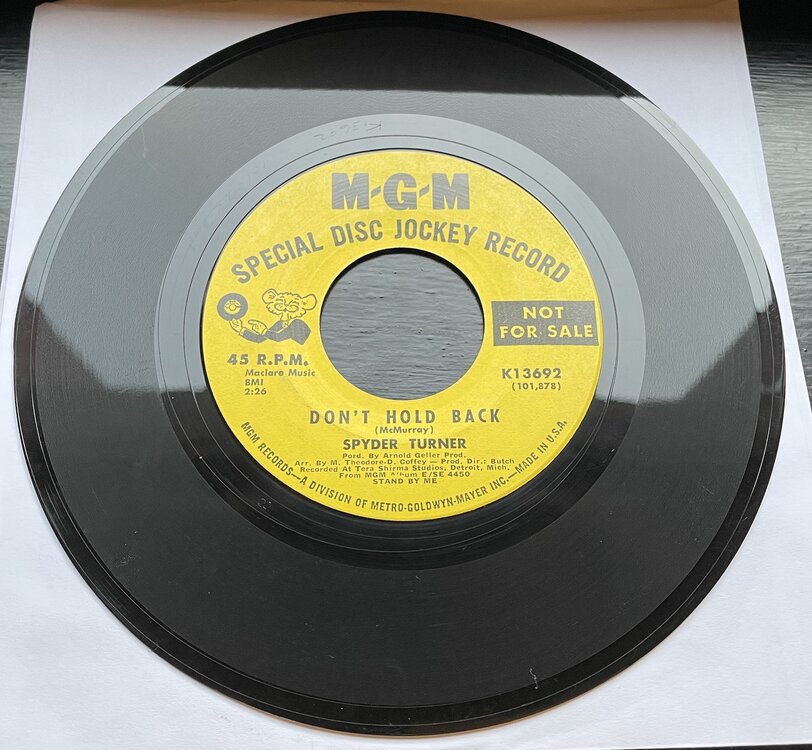 K13692
M-G-M
SPECIAL DISC JOCKEY RECORD
NOT
FOR SALE
45 R.P.M.
Maclare Music
BMI
2:26
K13692
(101,878)
DON'T HOLD BACK
(McMurray)
SPYDER TURNER
Pord. By Arnold Geller Prod.
Arr. By M. Theodore-D. Coffey — Prod. Dir.: Butch
Recorded At Tera Shirma Studios, Detroit, Mich.
From MGM Album E/SE 4450
STAND BY ME
MGM RECORDS—A DIVISION OF METRO-GOLDWYN-MAYER INC.—MADE IN U.S.A.